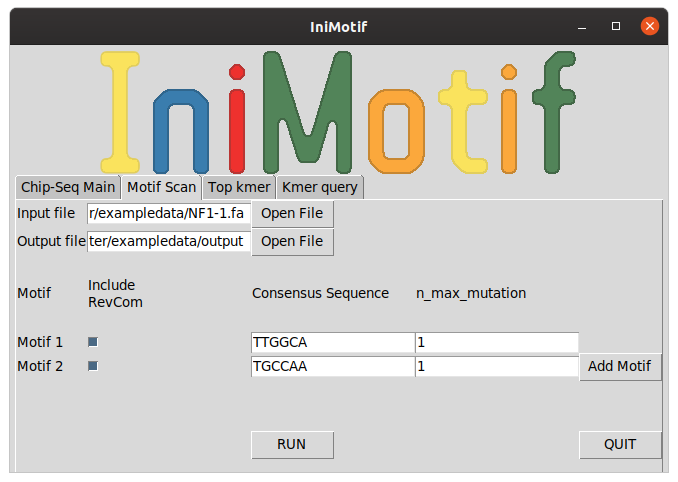 IniMotif
IniMotif
Chip-Seq Main Motif Scan Top kmer Kmer query
Input file r/exampledata/NF1-1.fa Open File
Output file ter/exampledata/output Open File
Motif Include RevCom Consensus Sequence n_max_mutation
Motif 1 TTGGCA 1
Motif 2 TGCCAA 1 Add Motif
RUN QUIT